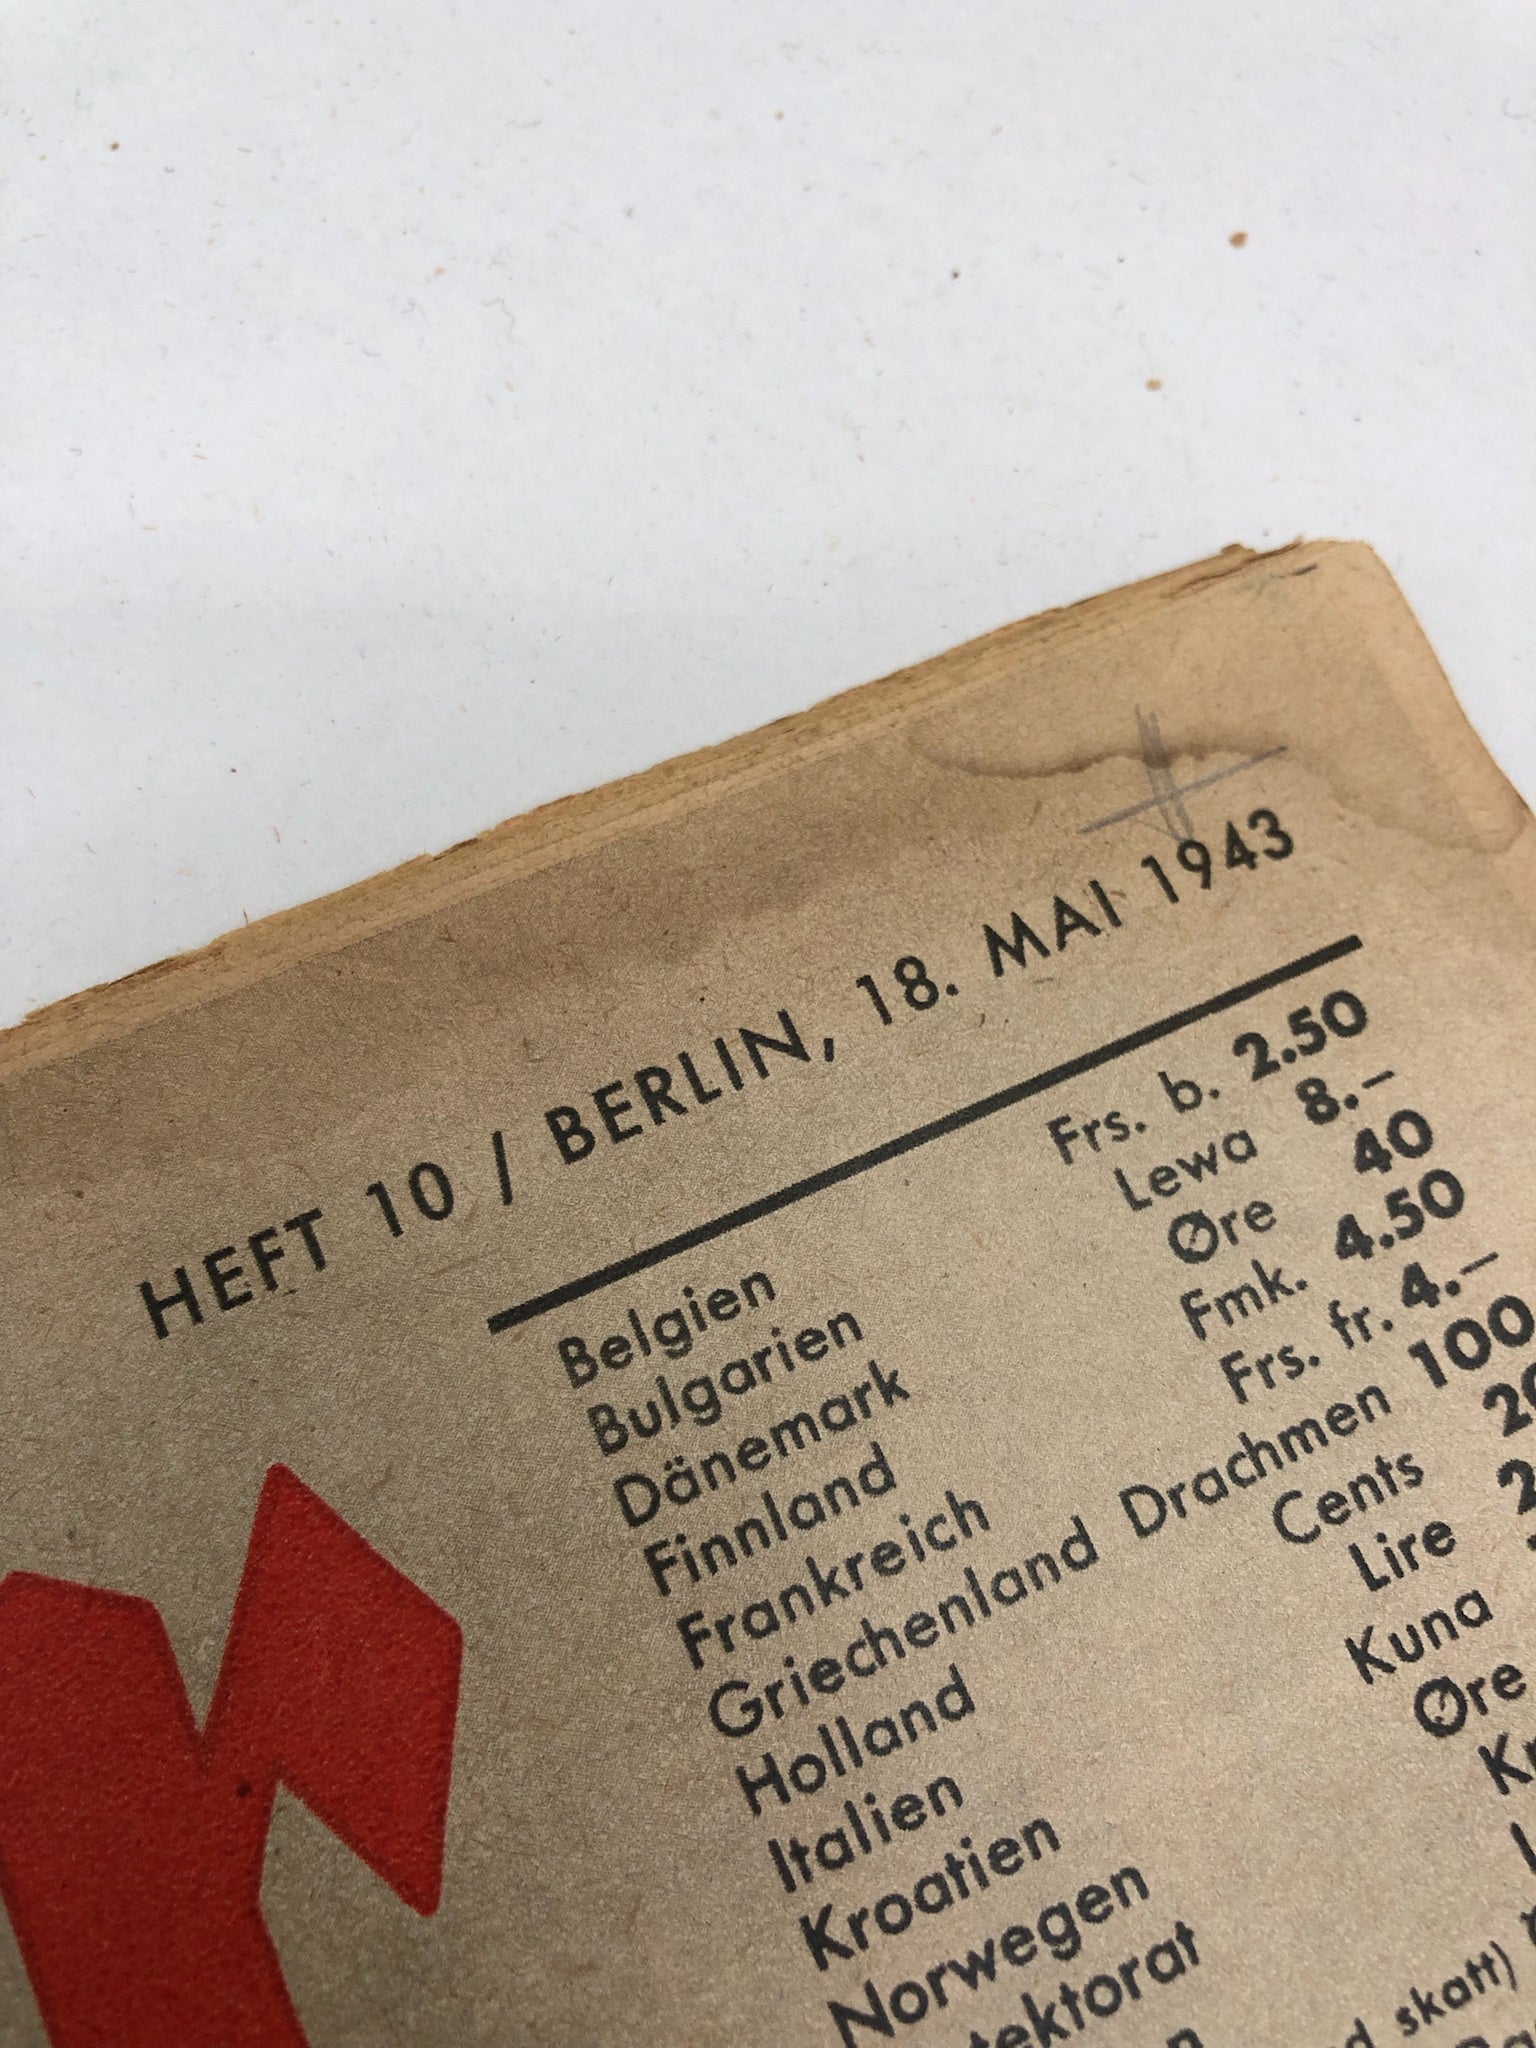 HEFT 10 / BERLIN, 18. MAI 1943
Belgien Frs. b. 2.50
Bulgarien Lewa 8.–
Dänemark Øre 40
Finnland Fmk. 4.50
Frankreich Frs. fr. 4.–
Griechenland Drachmen 100
Holland Cents
Italien Lire
Kroatien Kuna
Norwegen Øre
skatt)